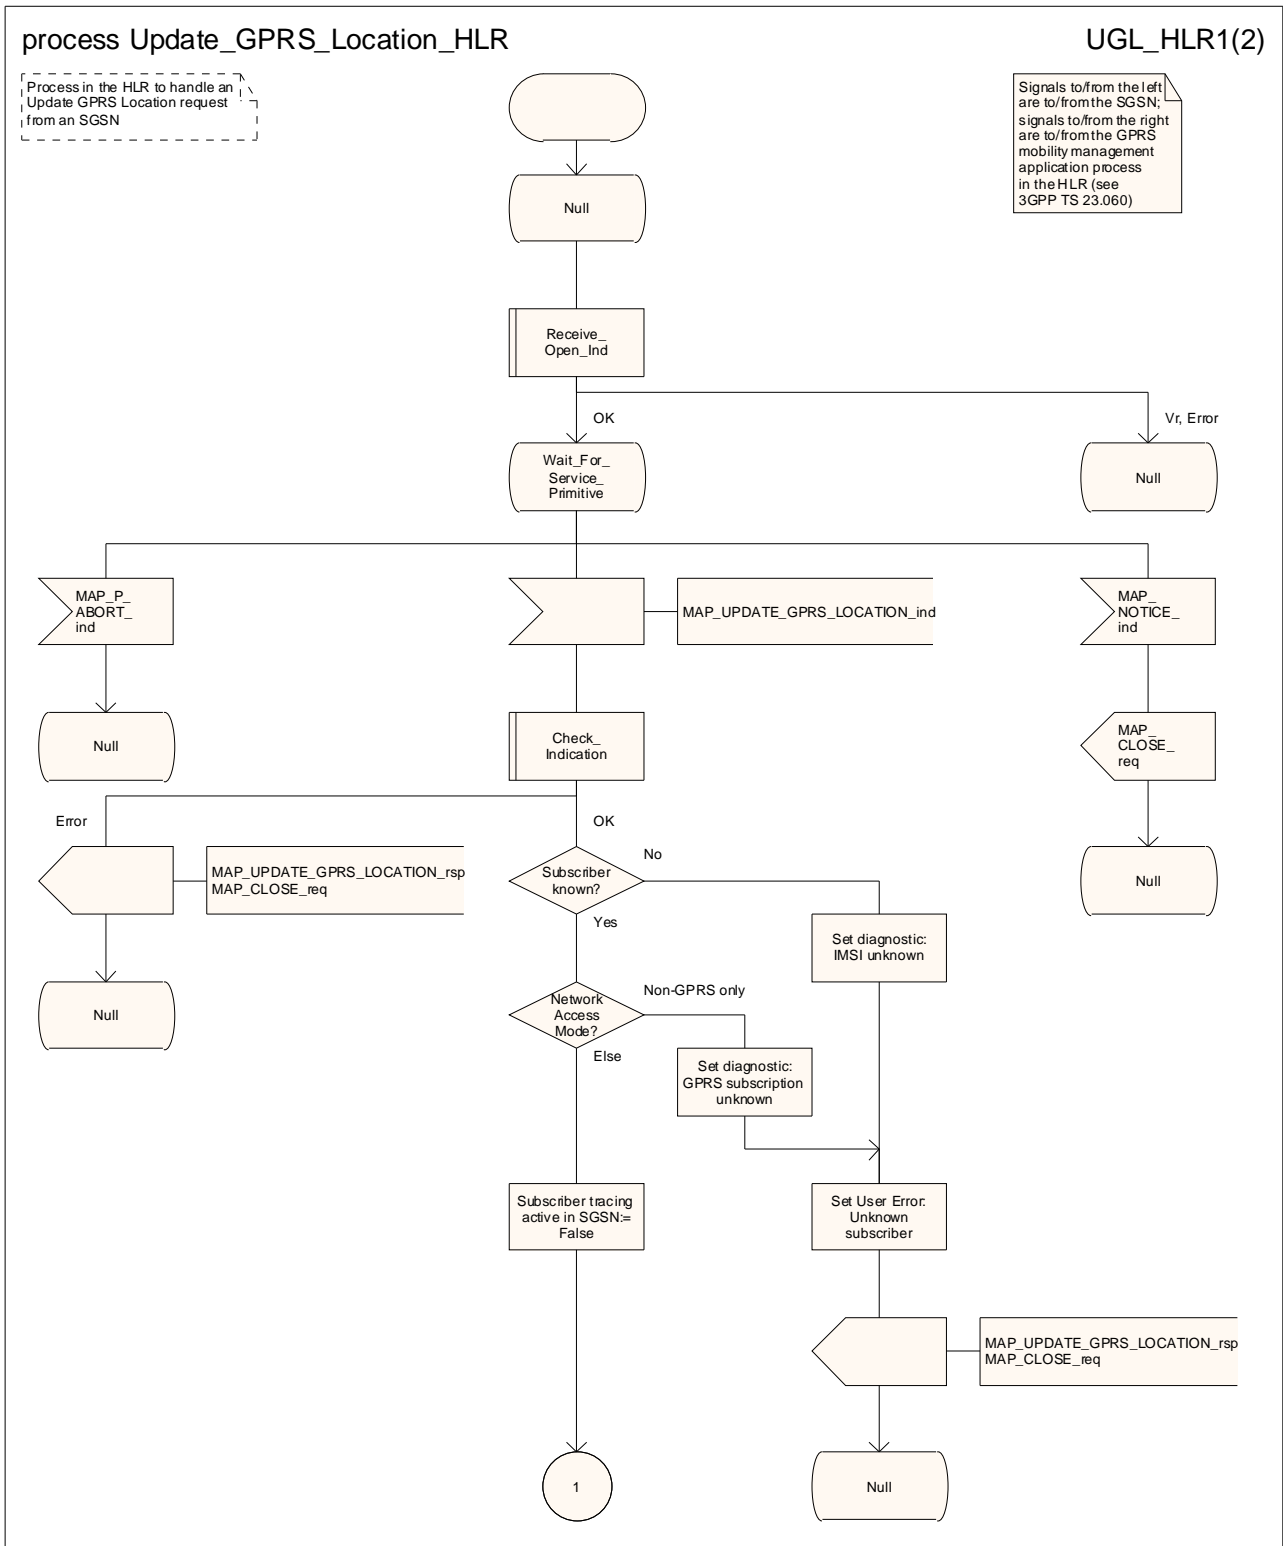 process Update_GPRS_Location_HLR
UGL_HLR1(2)
Process in the HLR to handle an
Update GPRS Location request
from an SGSN
Signals to/from the left
are to/from the SGSN;
signals to/from the right
are to/from the GPRS
mobility management
application process
in the HLR (see
3GPP TS 23.060)
Null
Receive_
Open_Ind
OK
Vr, Error
Wait_For_
Service_
Primitive
Null
MAP_P_
ABORT_
ind
MAP_UPDATE_GPRS_LOCATION_ind
MAP_
NOTICE_
ind
Null
Check_
Indication
MAP_
CLOSE_
req
Error
OK
MAP_UPDATE_GPRS_LOCATION_rsp
MAP_CLOSE_req
Subscriber
known?
No
Yes
Null
Set diagnostic:
IMSI unknown
Null
Network
Access
Mode?
Non-GPRS only
Else
Set diagnostic:
GPRS subscription
unknown
Subscriber tracing
active in SGSN:=
False
Set User Error:
Unknown
subscriber
MAP_UPDATE_GPRS_LOCATION_rsp
MAP_CLOSE_req
1
Null